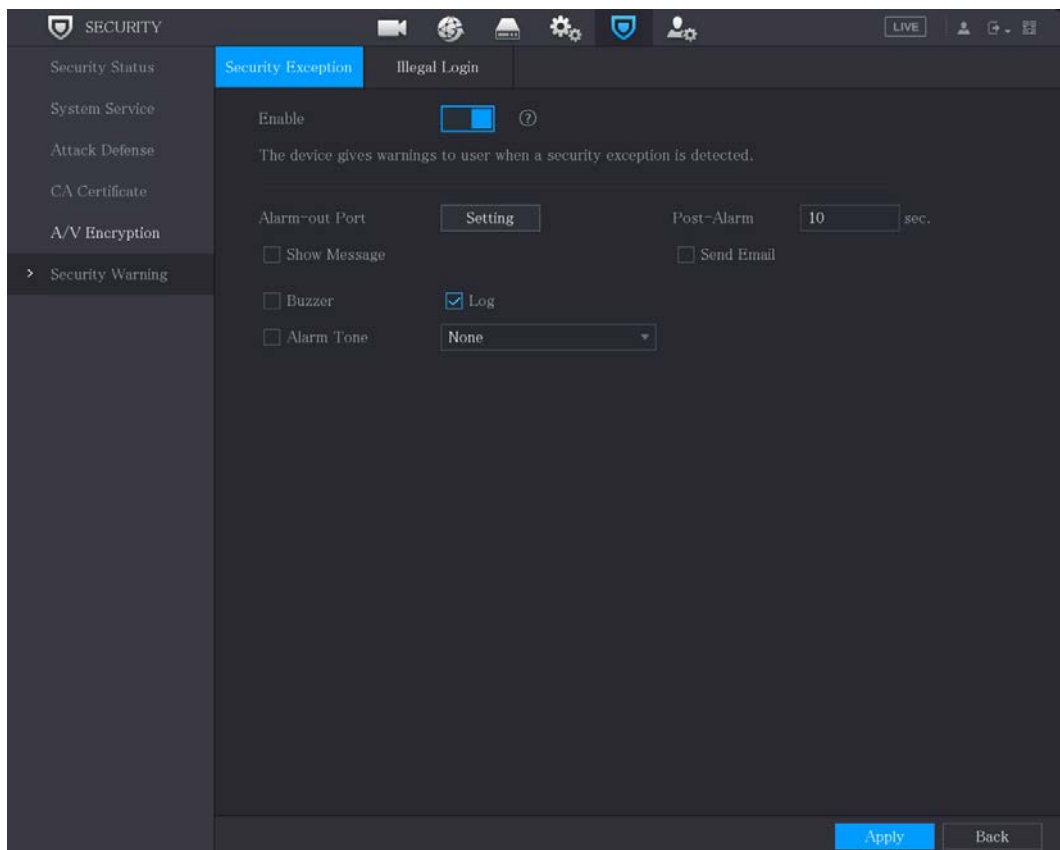 SECURITY
LIVE
Security Status
System Service
Attack Defense
CA Certificate
A/V Encryption
Security Warning
Security Exception Illegal Login
Enable
The device gives warnings to user when a security exception is detected.
Alarm-out Port Setting Post-Alarm 10 sec.
Show Message Send Email
Buzzer Log
Alarm Tone None
Apply Back